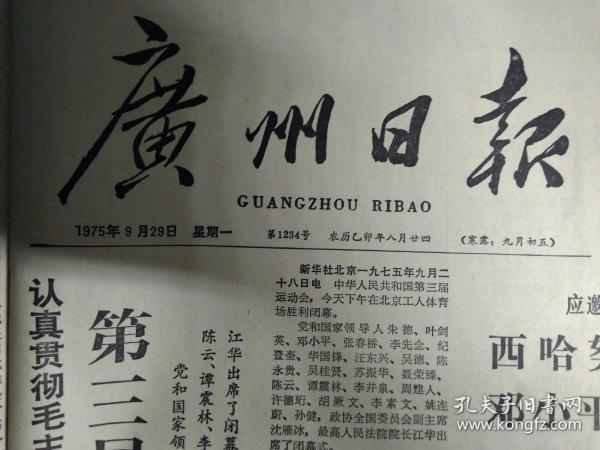 廣州日報
GUANGZHOU RIBAO
1975年9月29日 星期一 第1234号 农历乙卯年八月廿四 (寒露:九月初五)
认真贯彻毛主
第三
江华出席了闭幕
陈云、谭震林、李
党和国家领
新华社北京一九七五年九月二
十八日电 中华人民共和国第三届
运动会,今天下午在北京工人体育
场胜利闭幕。
党和国家领导人朱德、叶剑
英、邓小平、张春桥、李先念、纪
登奎、华国锋、汪东兴、吴德、陈
永贵、吴桂贤、苏振华、聂荣臻、
陈云、谭震林、李井泉、周建人、
许德珩、胡厥文、李素文、姚连
蔚、孙健,政协全国委员会副主席
沈雁冰,最高人民法院院长江华出
席了闭幕式。
应邀
西哈努
邓小平
孔夫子旧书网